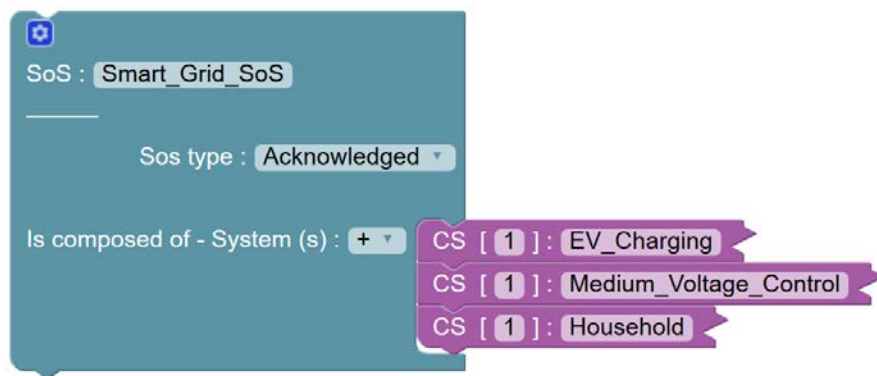 SoS : Smart_Grid_SoS
Sos type : Acknowledged
Is composed of - System (s) : +
CS [ 1 ] : EV_Charging
CS [ 1 ] : Medium_Voltage_Control
CS [ 1 ] : Household